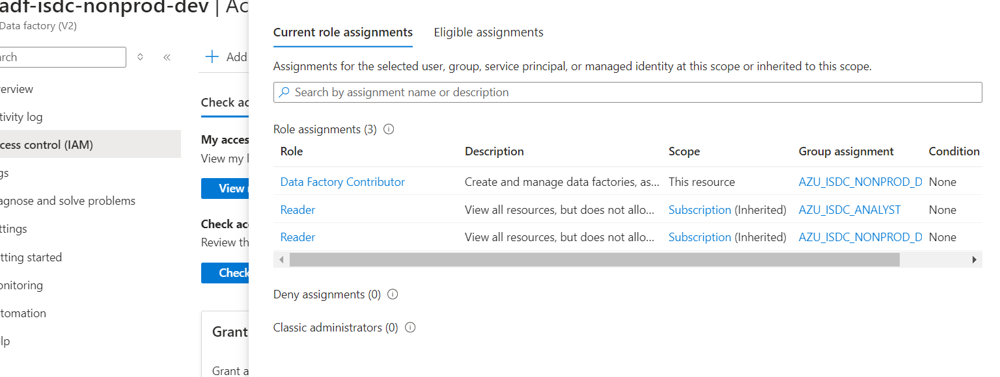 adf-isdc-nonprod-dev | Ac
Data factory (V2)
rch
erview
tivity log
cess control (IAM)
gs
agnose and solve problems
ttings
tting started
onitoring
tomation
lp
Add
Check ac
My acces
View my l
View
Check acc
Review th
Check
Grant
Grant a
Current role assignments
Eligible assignments
Assignments for the selected user, group, service principal, or managed identity at this scope or inherited to this scope.
Search by assignment name or description
Role assignments (3)
Role Description Scope Group assignment Condition
Data Factory Contributor Create and manage data factories, as... This resource AZU_ISDC_NONPROD_D None
Reader View all resources, but does not allo... Subscription (Inherited) AZU_ISDC_ANALYST None
Reader View all resources, but does not allo... Subscription (Inherited) AZU_ISDC_NONPROD_D None
Deny assignments (0)
Classic administrators (0)